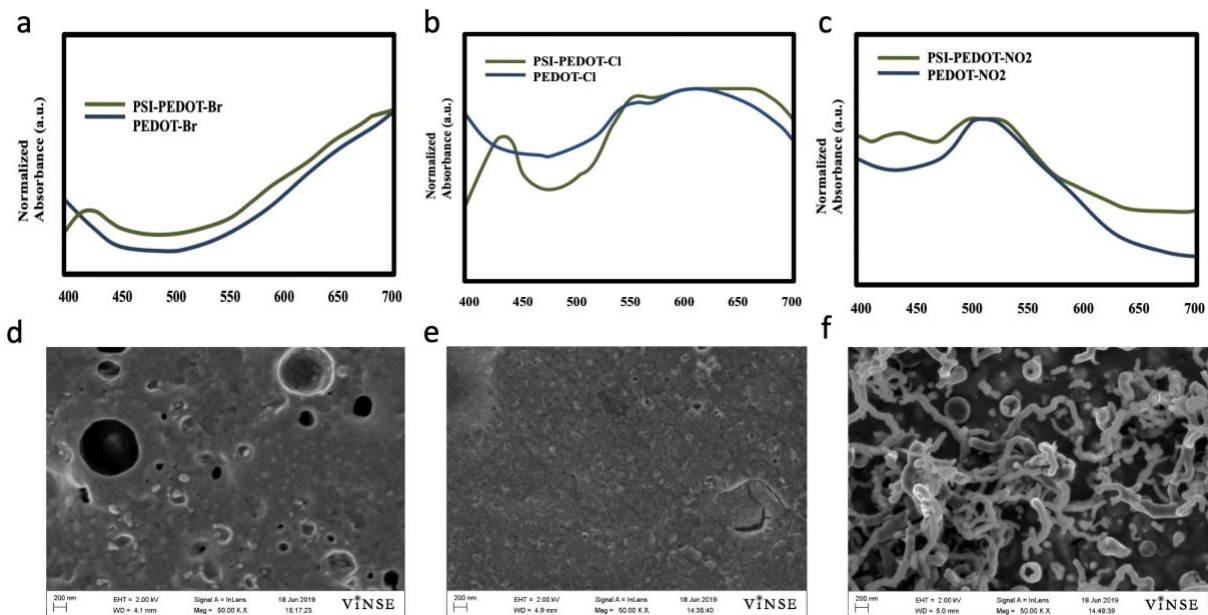 a
Normalized
Absorbance (a.u.)
PSI-PEDOT-Br
PEDOT-Br
400 450 500 550 600 650 700
b
Normalized
Absorbance (a.u.)
PSI-PEDOT-Cl
PEDOT-Cl
400 450 500 550 600 650 700
c
Normalized
Absorbance (a.u.)
PSI-PEDOT-NO2
PEDOT-NO2
400 450 500 550 600 650 700
d
200 nm EHT = 2.00 kV Signal A = InLens 18 Jun 2019
WD = 4.1 mm Mag = 50.00 K X 15:17:23 VINSE
e
200 nm EHT = 2.00 kV Signal A = InLens 18 Jun 2019
WD = 4.9 mm Mag = 50.00 K X VINSE
f
200 nm EHT = 2.00 kV Signal A = InLens 18 Jun 2019
WD = 5.0 mm Mag = 50.00 K X 14:49:39 VINSE